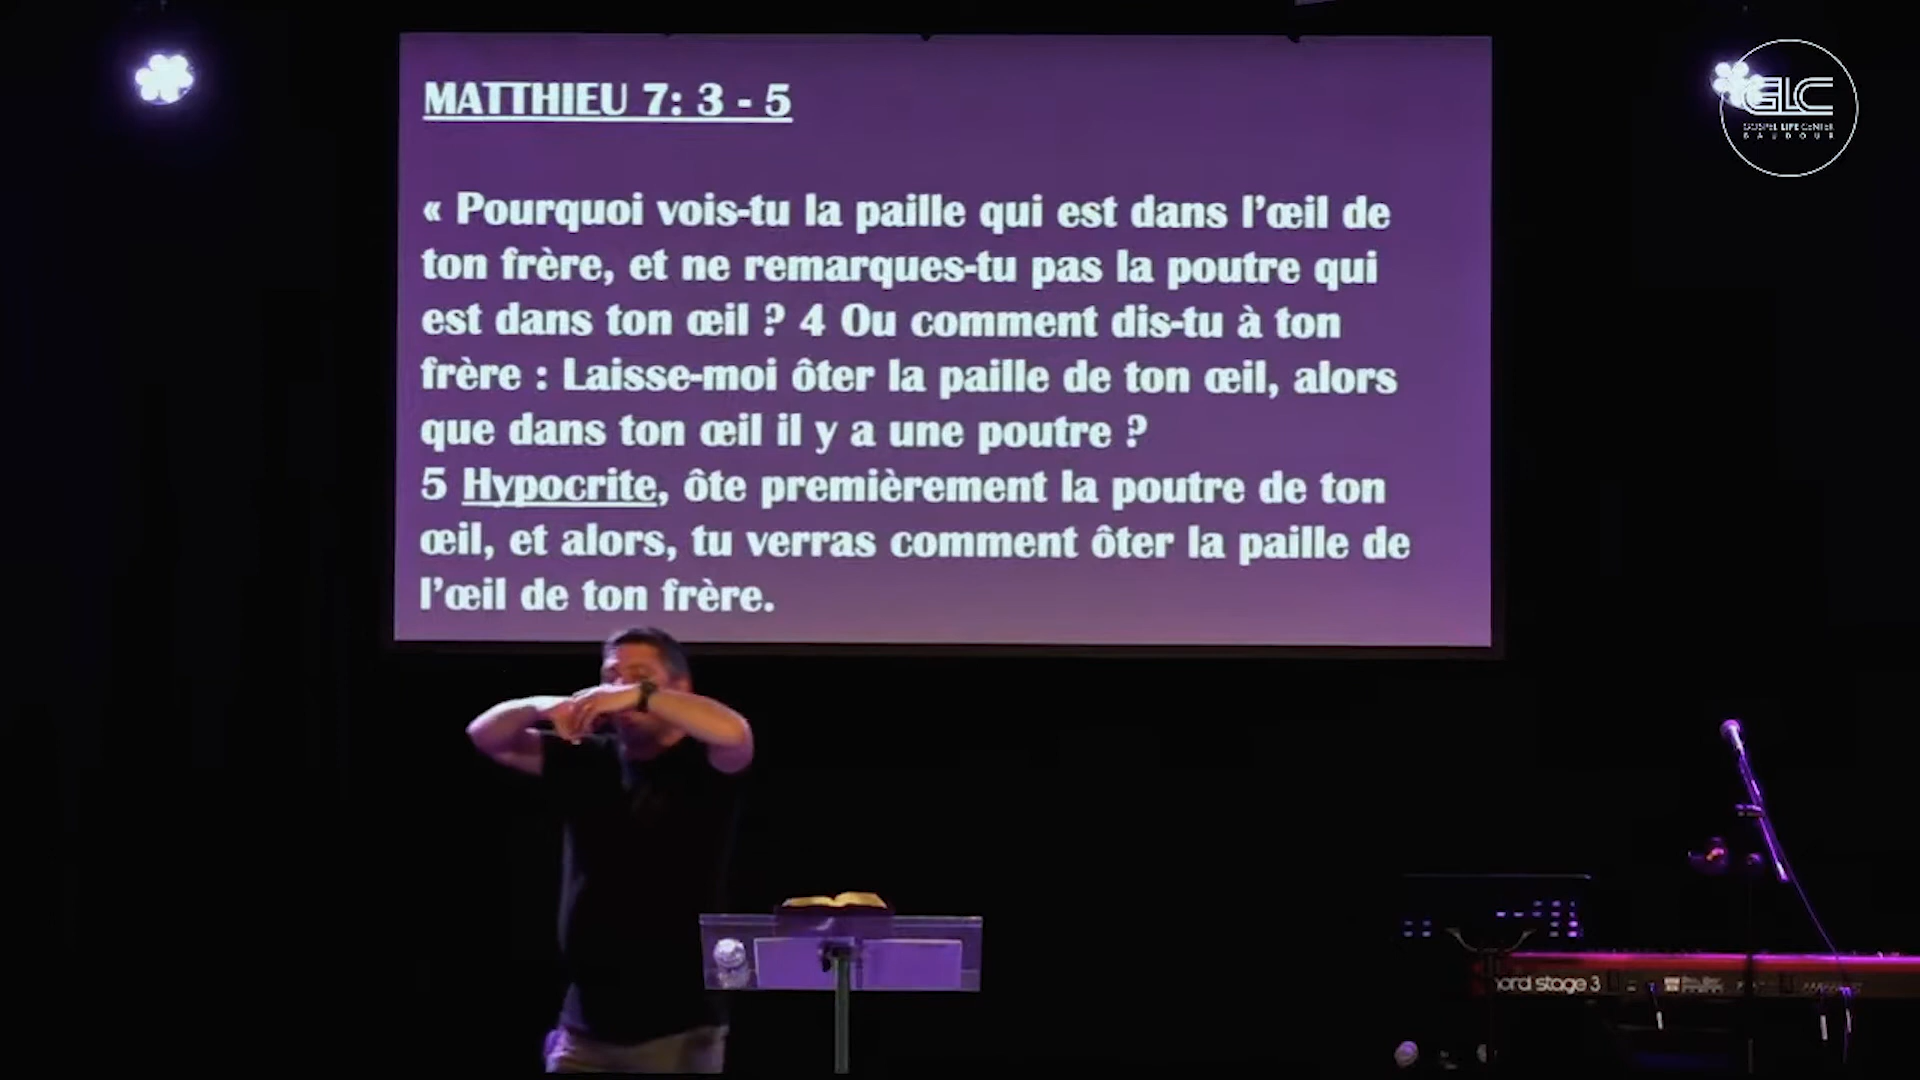 MATTHIEU 7: 3 - 5
« Pourquoi vois-tu la paille qui est dans l’œil de
ton frère, et ne remarques-tu pas la poutre qui
est dans ton œil ? 4 Ou comment dis-tu à ton
frère : Laisse-moi ôter la paille de ton œil, alors
que dans ton œil il y a une poutre ?
5 Hypocrite, ôte premièrement la poutre de ton
œil, et alors, tu verras comment ôter la paille de
l’œil de ton frère.
GLC
GOSPEL LIFE CENTER
BAUDOUR
nord stage 3